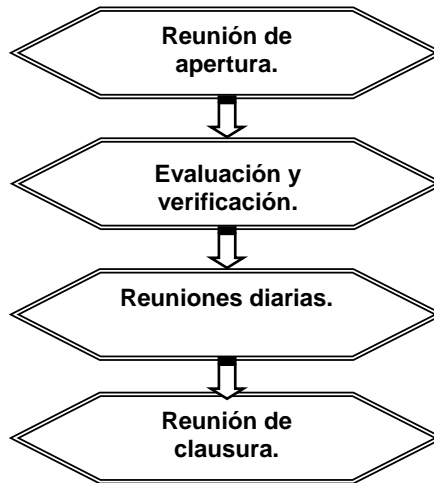 Reunión de
apertura.
Evaluación y
verificación.
Reuniones diarias.
Reunión de
clausura.